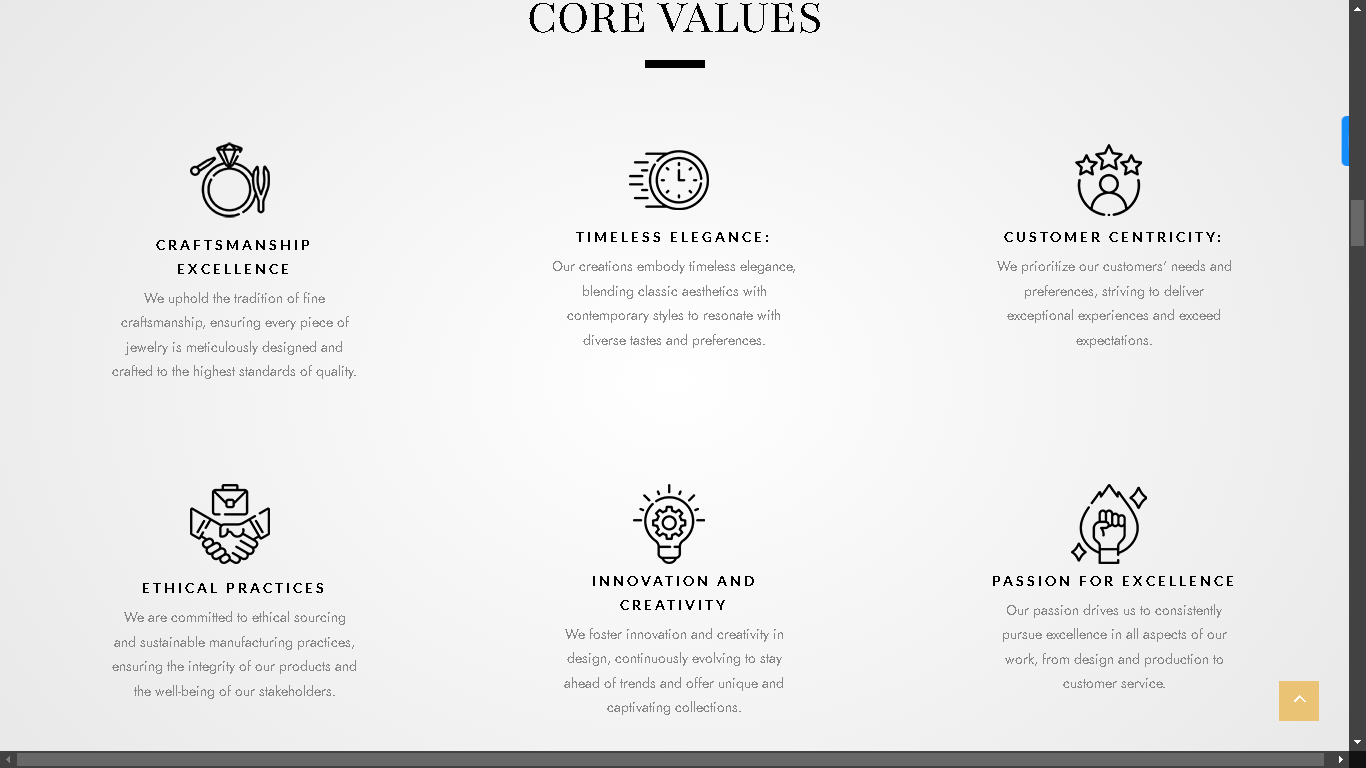 CORE VALUES
CRAFTSMANSHIP
EXCELLENCE
We uphold the tradition of fine
craftsmanship, ensuring every piece of
jewelry is meticulously designed and
crafted to the highest standards of quality.
TIMELESS ELEGANCE:
Our creations embody timeless elegance,
blending classic aesthetics with
contemporary styles to resonate with
diverse tastes and preferences.
CUSTOMER CENTRICITY:
We prioritize our customers' needs and
preferences, striving to deliver
exceptional experiences and exceed
expectations.
ETHICAL PRACTICES
We are committed to ethical sourcing
and sustainable manufacturing practices,
ensuring the integrity of our products and
the well-being of our stakeholders.
INNOVATION AND
CREATIVITY
We foster innovation and creativity in
design, continuously evolving to stay
ahead of trends and offer unique and
captivating collections.
PASSION FOR EXCELLENCE
Our passion drives us to consistently
pursue excellence in all aspects of our
work, from design and production to
customer service.